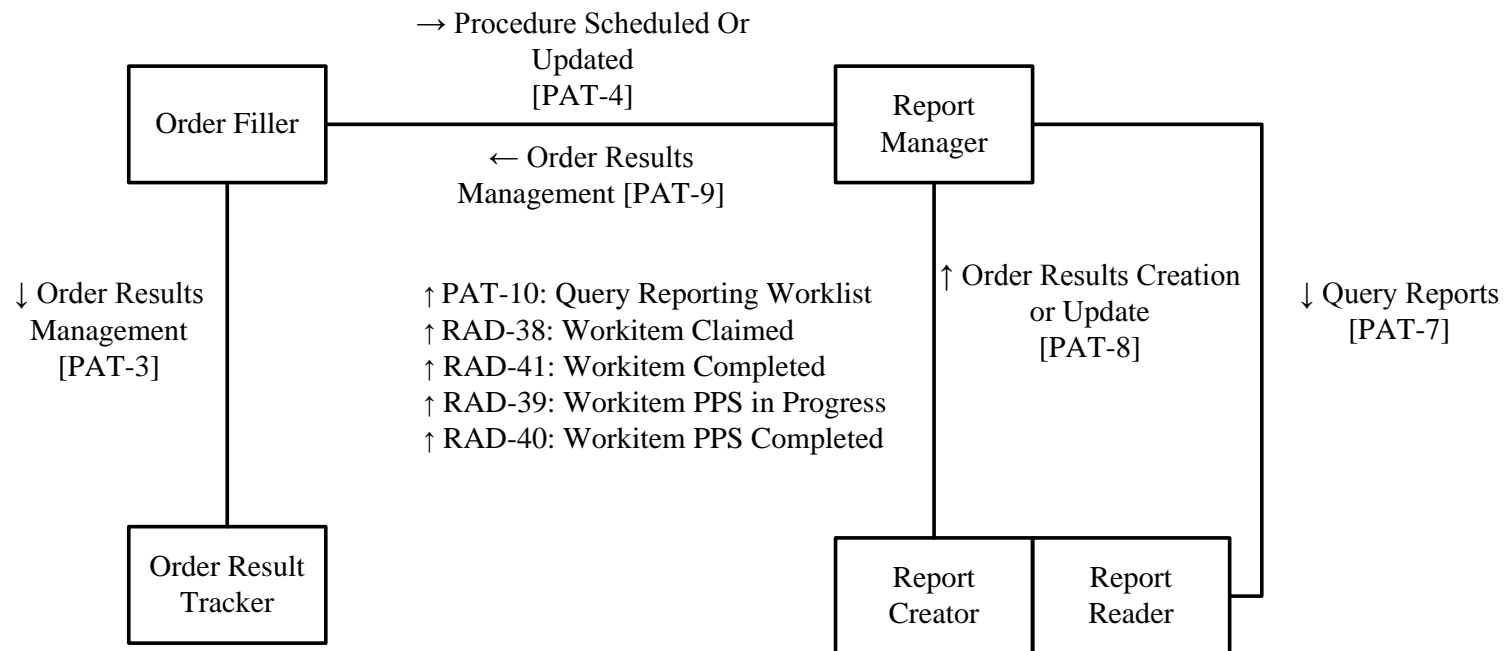 → Procedure Scheduled Or
Updated
[PAT-4]
Order Filler
Report
Manager
← Order Results
Management [PAT-9]
↓ Order Results
Management
[PAT-3]
↑ PAT-10: Query Reporting Worklist
↑ RAD-38: Workitem Claimed
↑ RAD-41: Workitem Completed
↑ RAD-39: Workitem PPS in Progress
↑ RAD-40: Workitem PPS Completed
↑ Order Results Creation
or Update
[PAT-8]
↓ Query Reports
[PAT-7]
Order Result
Tracker
Report
Creator
Report
Reader